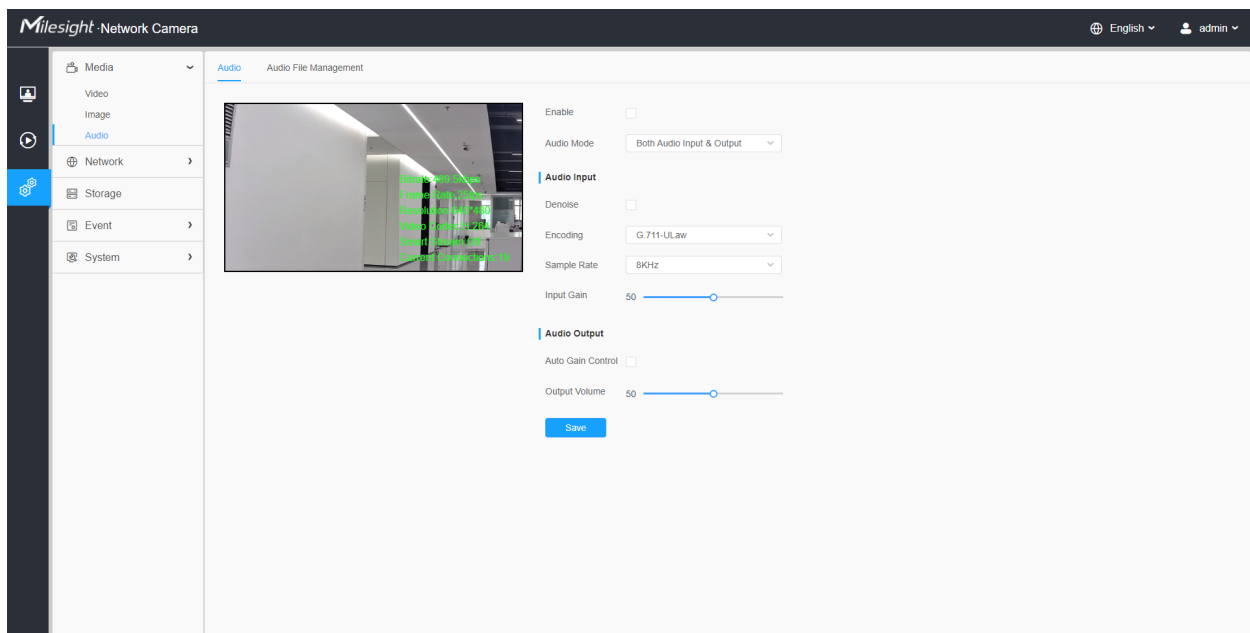 Milesight · Network Camera
English
admin
Media
Video
Image
Audio
Network
Storage
Event
System
Audio
Audio File Management
Enable
Audio Mode
Both Audio Input & Output
Audio Input
Denoise
Encoding
G.711-ULaw
Sample Rate
8KHz
Input Gain
50
Audio Output
Auto Gain Control
Output Volume
50
Save